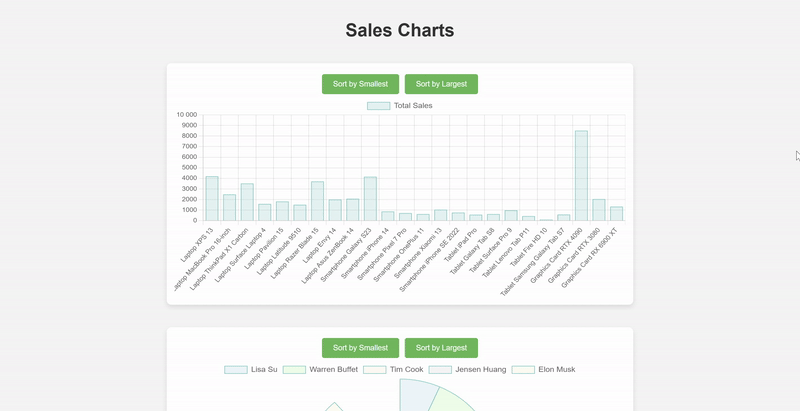 Sales Charts
Sort by Smallest Sort by Largest
Total Sales
10 000
9000
8000
7000
6000
5000
4000
3000
2000
1000
0
Laptop XPS 13
Laptop MacBook Pro 16-inch
Laptop ThinkPad X1 Carbon
Laptop Surface Laptop 4
Laptop Pavilion 15
Laptop Latitude 9510
Laptop Razer Blade 15
Laptop Envy 14
Laptop Asus ZenBook 14
Smartphone Galaxy S23
Smartphone iPhone 14
Smartphone Pixel 7 Pro
Smartphone OnePlus 11
Smartphone Xiaomi 13
Smartphone iPhone SE 2022
Tablet iPad Pro
Tablet Galaxy Tab S8
Tablet Surface Pro 9
Tablet Lenovo Tab P11
Tablet Fire HD 10
Tablet Samsung Galaxy Tab S7
Graphics Card RTX 4090
Graphics Card RTX 3080
Graphics Card RX 6900 XT
Sort by Smallest Sort by Largest
Lisa Su Warren Buffet Tim Cook Jensen Huang Elon Musk